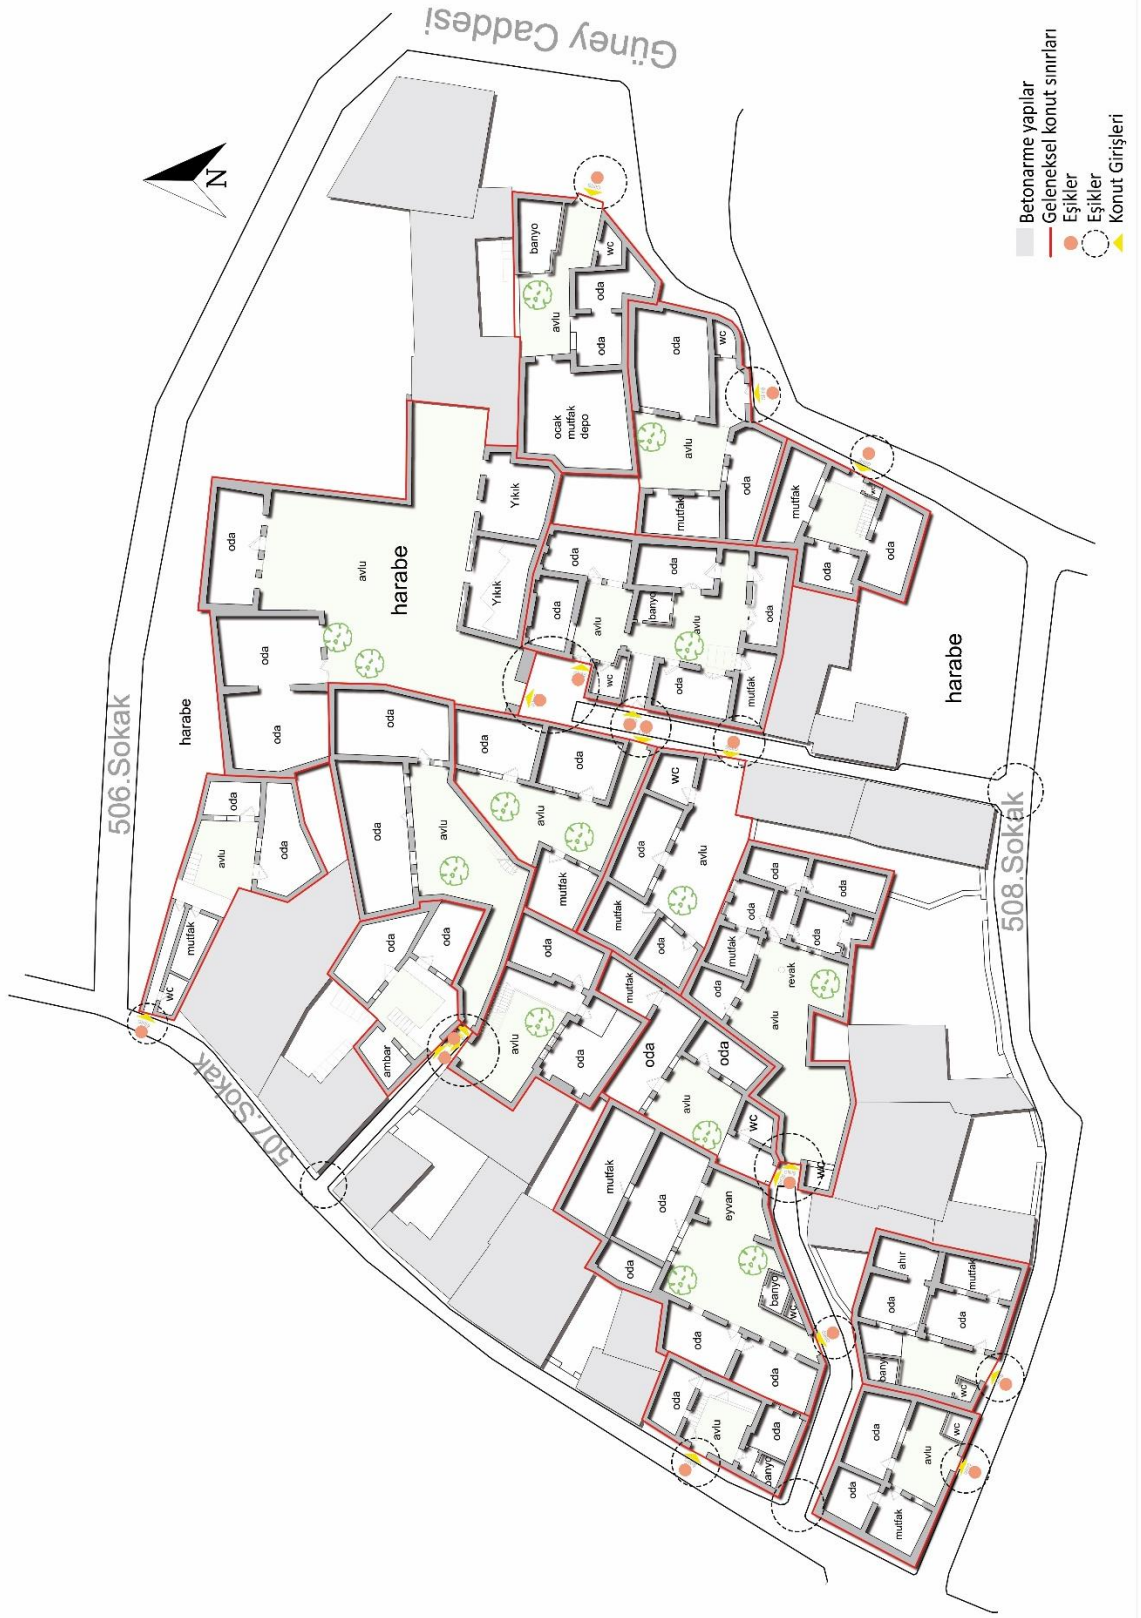 Güney Caddesi
N
Betonarme yapılar
Geleneksel konut sınırları
Eşikler
Eşikler
Konut Girişleri
506.Sokak
507.Sokak
508.Sokak
banyo
wc
oda
avlu
oda
ocak
mutfak
depo
oda
wc
avlu
mutfak
oda
mutfak
wc
oda
oda
harabe
oda
avlu
harabe
Yıkık
Yıkık
oda
oda
oda
oda
avlu
wc
oda
banyo
avlu
oda
oda
mutfak
harabe
oda
avlu
oda
mutfak
wc
oda
oda
avlu
oda
oda
avlu
mutfak
oda
oda
ambar
oda
avlu
oda
wc
oda
avlu
mutfak
oda
mutfak
oda
oda
avlu
wc
oda
oda
oda
mutfak
oda
oda
revak
avlu
wc
mutfak
oda
eyvan
oda
banyo
wc
oda
oda
oda
avlu
oda
banyo
ahır
mutfak
oda
oda
banyo
wc
oda
avlu
wc
oda
mutfak